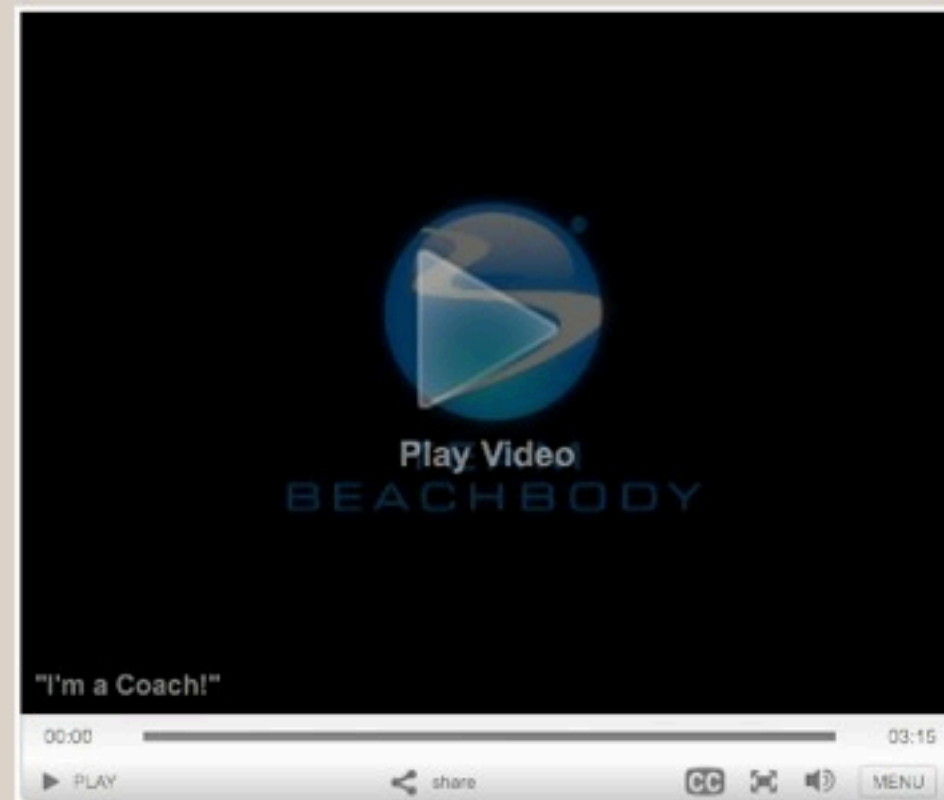 Play Video
BEACHBODY
"I'm a Coach!"
00:00
03:15
PLAY
share
CC
MENU